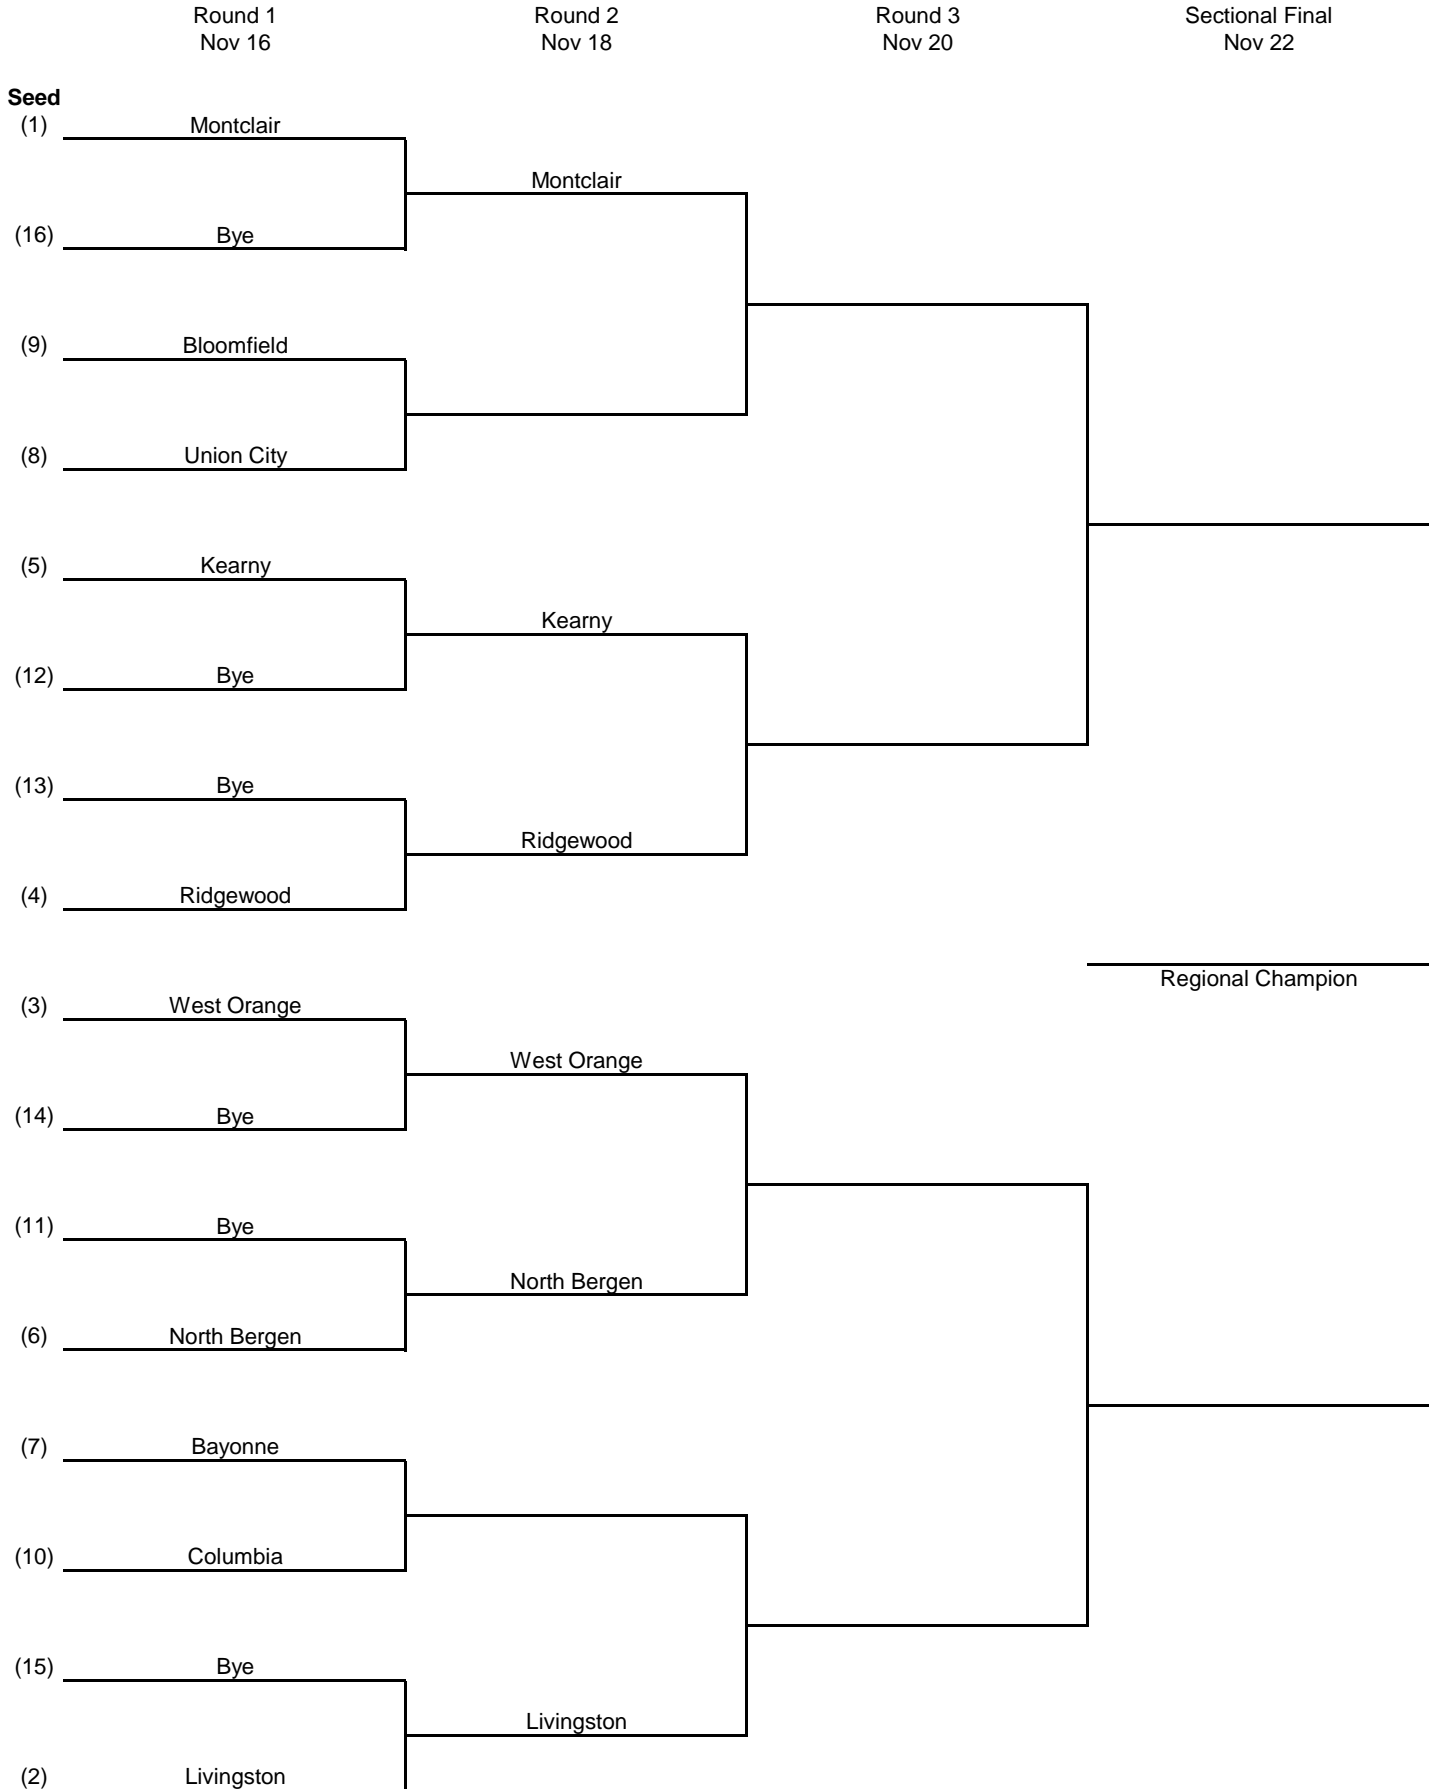 Round 1 Round 2 Round 3 Sectional Final
Nov 16 Nov 18 Nov 20 Nov 22
Seed
(1) Montclair
Montclair
(16) Bye
(9) Bloomfield
(8) Union City
(5) Kearny
Kearny
(12) Bye
(13) Bye
Ridgewood
(4) Ridgewood
Regional Champion
(3) West Orange
West Orange
(14) Bye
(11) Bye
North Bergen
(6) North Bergen
(7) Bayonne
(10) Columbia
(15) Bye
Livingston
(2) Livingston